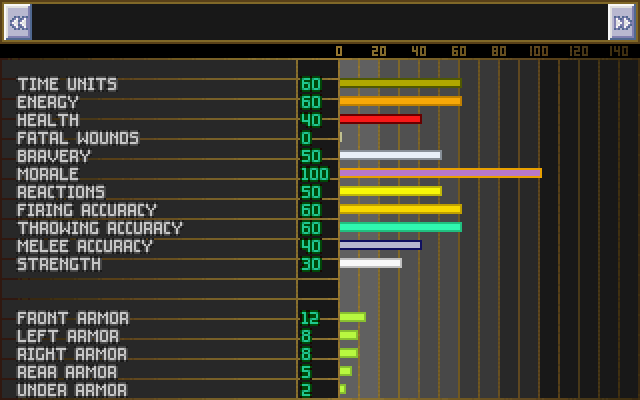 0 20 40 60 80 100 120 140
TIME UNITS 60
ENERGY 60
HEALTH 40
FATAL WOUNDS 0
BRAVERY 50
MORALE 100
REACTIONS 50
FIRING ACCURACY 60
THROWING ACCURACY 60
MELEE ACCURACY 40
STRENGTH 30
FRONT ARMOR 12
LEFT ARMOR 8
RIGHT ARMOR 8
REAR ARMOR 5
UNDER ARMOR 2